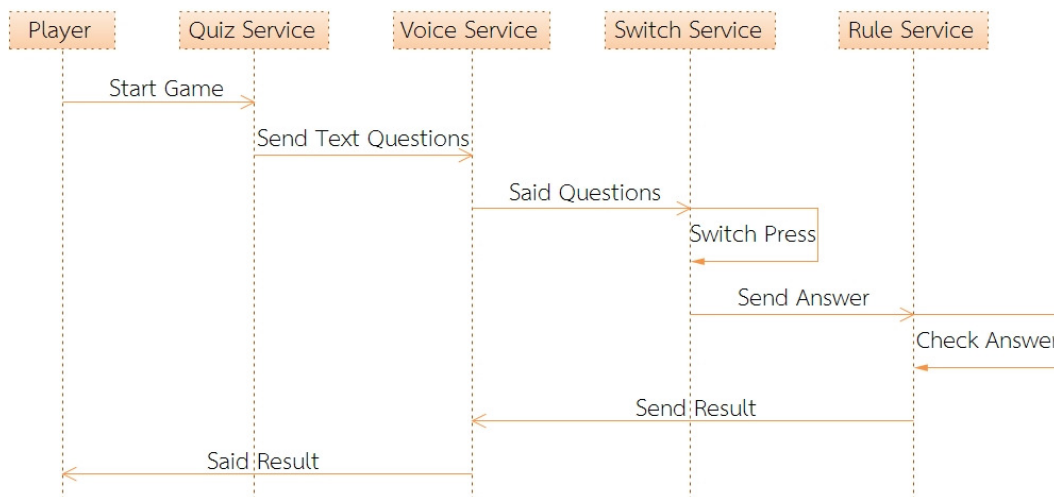 Player
Quiz Service
Voice Service
Switch Service
Rule Service
Start Game
Send Text Questions
Said Questions
Switch Press
Send Answer
Check Answer
Send Result
Said Result